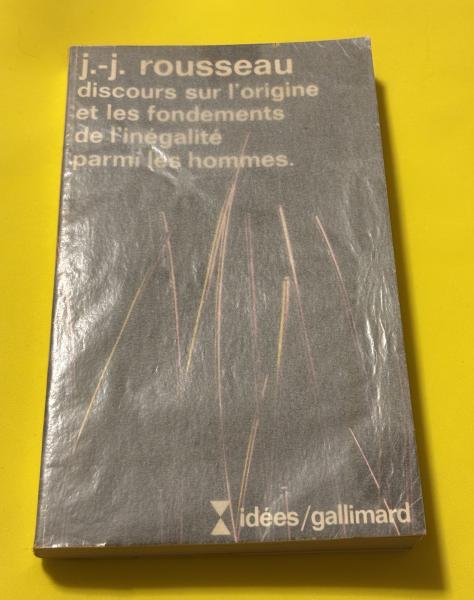 j.-j. rousseau
discours sur l'origine
et les fondements
de l'inégalité
parmi les hommes.
idées/gallimard